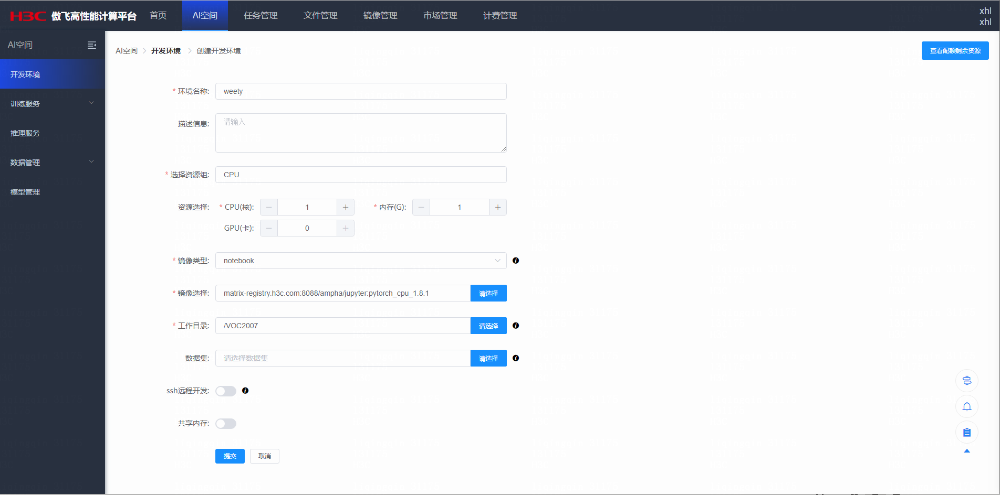 H3C 傲飞高性能计算平台 首页 AI空间 任务管理 文件管理 镜像管理 市场管理 计费管理 xhl
xhl
AI空间
开发环境
训练服务
推理服务
数据管理
模型管理
AI空间 > 开发环境 > 创建开发环境
查看配额剩余资源
* 环境名称: weety
描述信息: 请输入
* 选择资源组: CPU
资源选择: * CPU(核): − 1 + * 内存(G): − 1 +
GPU(卡): − 0 +
* 镜像类型: notebook
* 镜像选择: matrix-registry.h3c.com:8088/ampha/jupyter:pytorch_cpu_1.8.1 请选择
* 工作目录: /VOC2007 请选择
数据集: 请选择数据集 请选择
ssh远程开发:
共享内存:
提交 取消